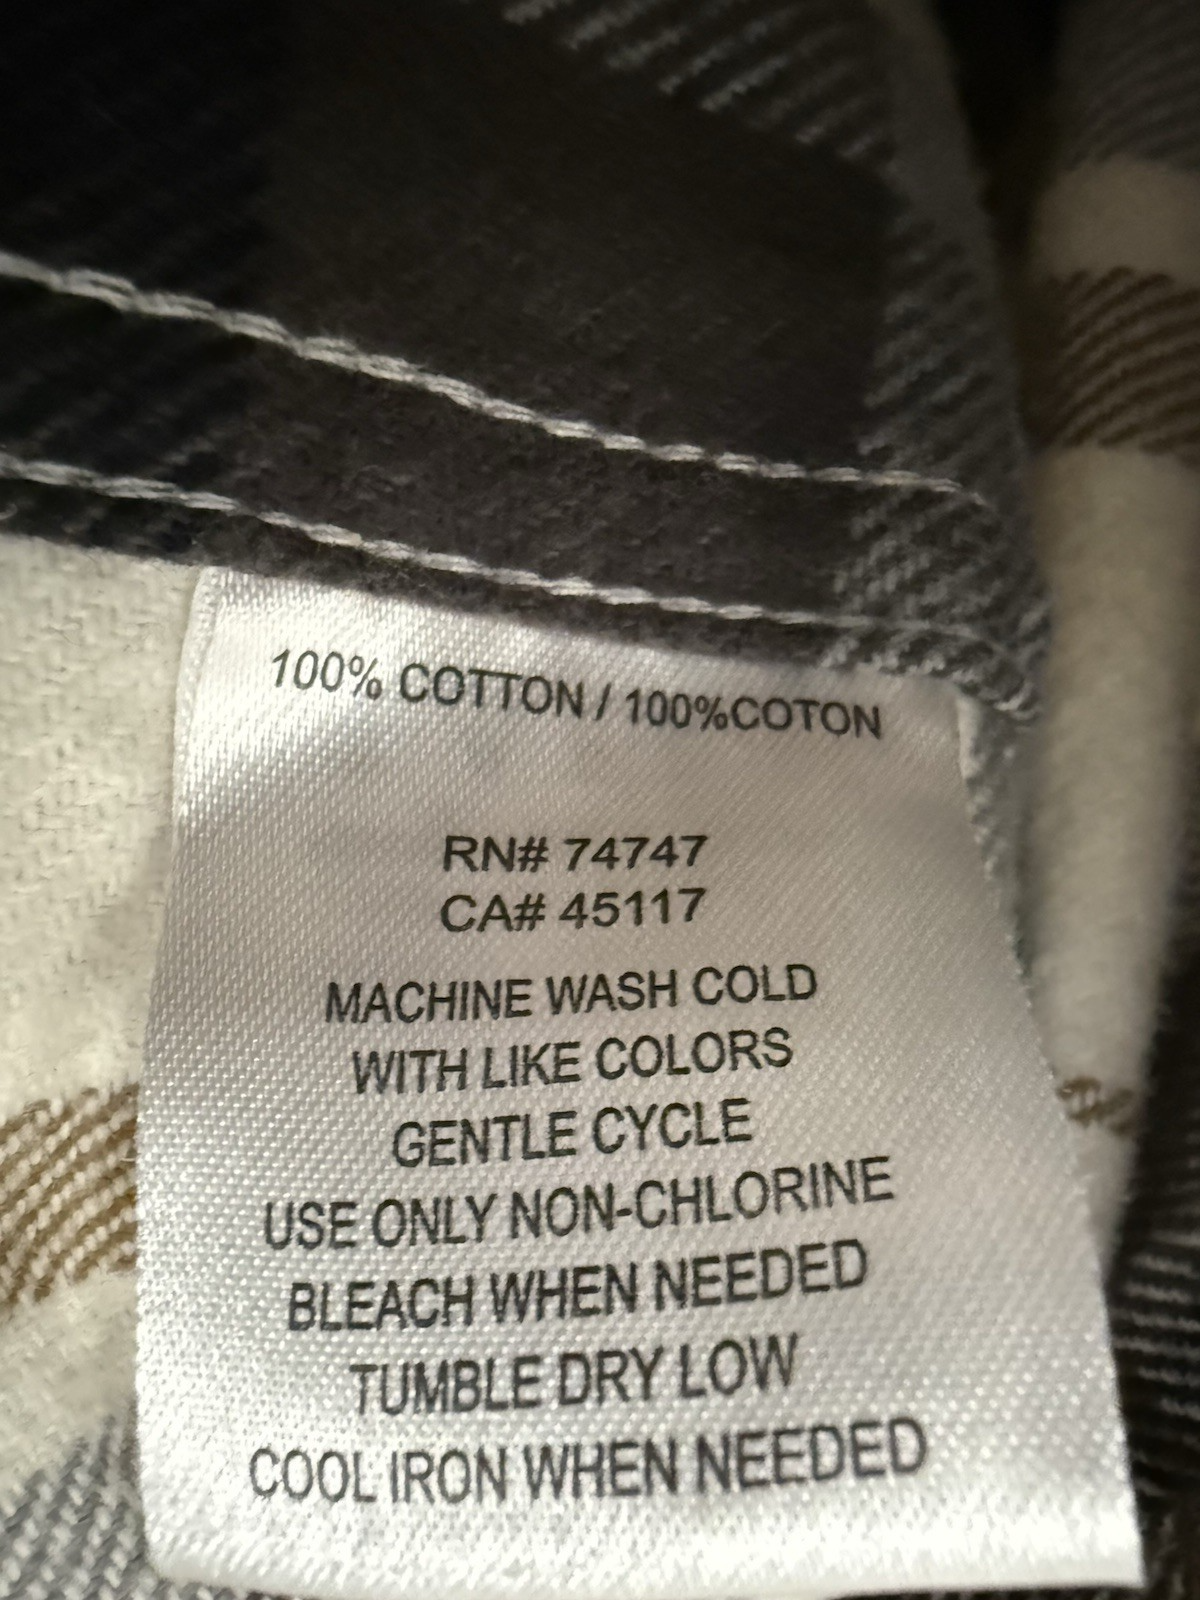 100% COTTON / 100%COTON
RN# 74747
CA# 45117
MACHINE WASH COLD
WITH LIKE COLORS
GENTLE CYCLE
USE ONLY NON-CHLORINE
BLEACH WHEN NEEDED
TUMBLE DRY LOW
COOL IRON WHEN NEEDED